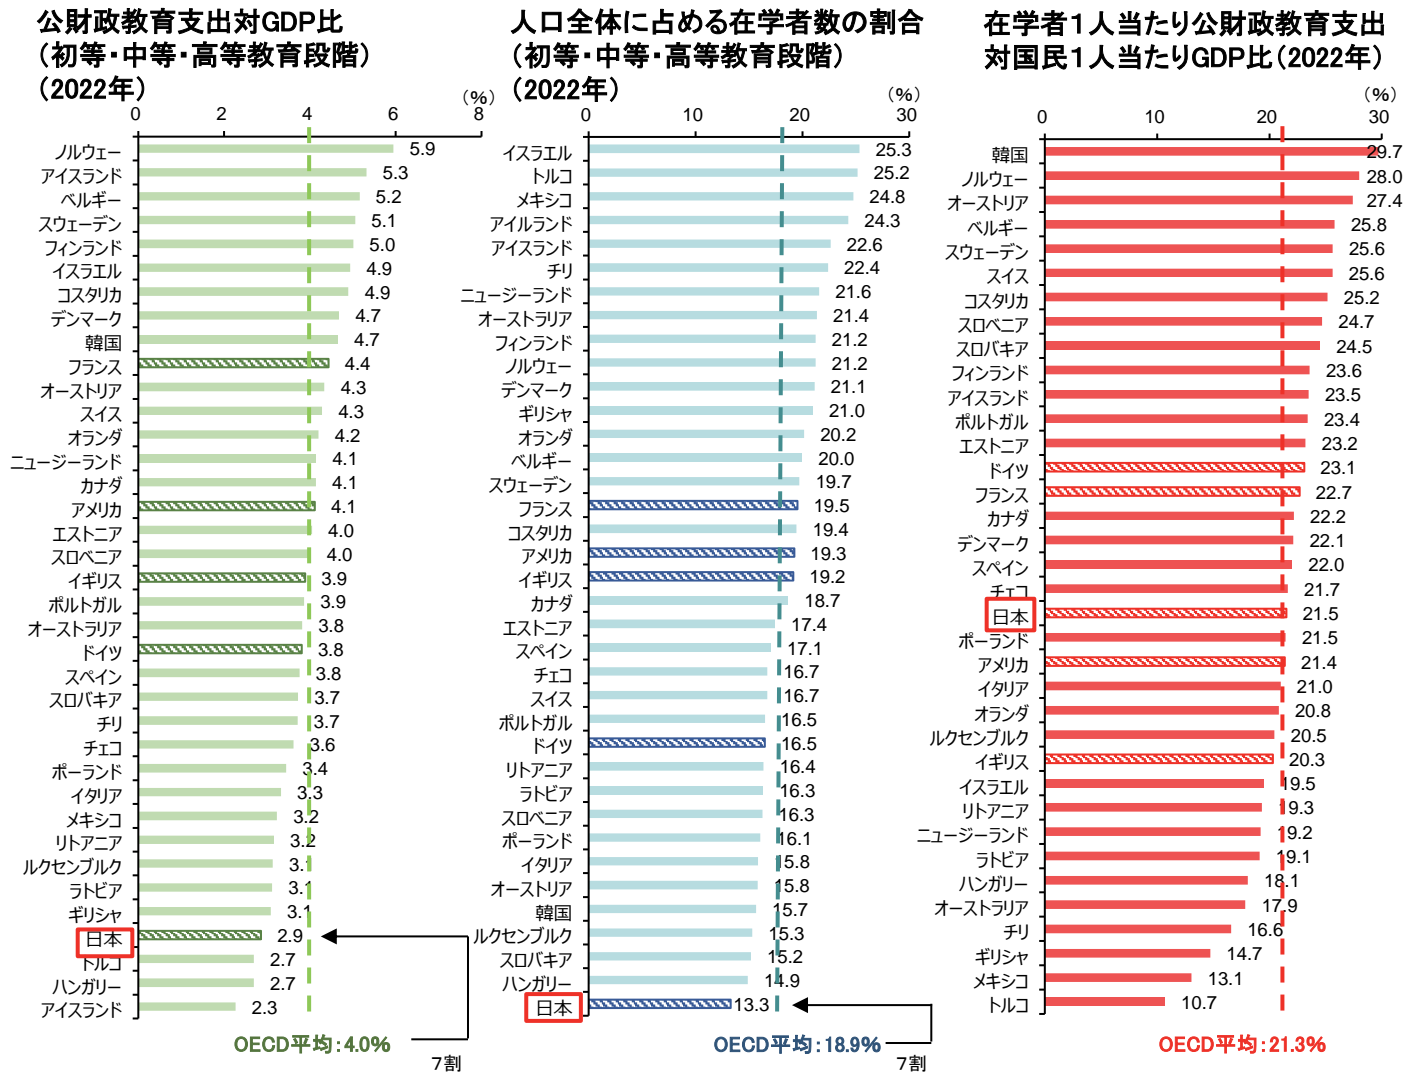 公財政教育支出対GDP比
（初等・中等・高等教育段階）
（2022年）
（%）
0 2 4 6 8
ノルウェー 5.9
アイスランド 5.3
ベルギー 5.2
スウェーデン 5.1
フィンランド 5.0
イスラエル 4.9
コスタリカ 4.9
デンマーク 4.7
韓国 4.7
フランス 4.4
オーストリア 4.3
スイス 4.3
オランダ 4.2
ニュージーランド 4.1
カナダ 4.1
アメリカ 4.1
エストニア 4.0
スロベニア 4.0
イギリス 3.9
ポルトガル 3.9
オーストラリア 3.8
ドイツ 3.8
スペイン 3.8
スロバキア 3.7
チリ 3.7
チェコ 3.6
ポーランド 3.4
イタリア 3.3
メキシコ 3.2
リトアニア 3.2
ルクセンブルク 3.1
ラトビア 3.1
ギリシャ 3.1
日本 2.9
トルコ 2.7
ハンガリー 2.7
アイスランド 2.3
OECD平均：4.0%
7割
人口全体に占める在学者数の割合
（初等・中等・高等教育段階）
（2022年）
（%）
0 10 20 30
イスラエル 25.3
トルコ 25.2
メキシコ 24.8
アイルランド 24.3
アイスランド 22.6
チリ 22.4
ニュージーランド 21.6
オーストラリア 21.4
フィンランド 21.2
ノルウェー 21.2
デンマーク 21.1
ギリシャ 21.0
オランダ 20.2
ベルギー 20.0
スウェーデン 19.7
フランス 19.5
コスタリカ 19.4
アメリカ 19.3
イギリス 19.2
カナダ 18.7
エストニア 17.4
スペイン 17.1
チェコ 16.7
スイス 16.7
ポルトガル 16.5
ドイツ 16.5
リトアニア 16.4
ラトビア 16.3
スロベニア 16.3
ポーランド 16.1
イタリア 15.8
オーストリア 15.8
韓国 15.7
ルクセンブルク 15.3
スロバキア 15.2
ハンガリー 14.9
日本 13.3
OECD平均：18.9%
7割
在学者１人当たり公財政教育支出
対国民１人当たりGDP比（2022年）
（%）
0 10 20 30
韓国 29.7
ノルウェー 28.0
オーストリア 27.4
ベルギー 25.8
スウェーデン 25.6
スイス 25.6
コスタリカ 25.2
スロベニア 24.7
スロバキア 24.5
フィンランド 23.6
アイスランド 23.5
ポルトガル 23.4
エストニア 23.2
ドイツ 23.1
フランス 22.7
カナダ 22.2
デンマーク 22.1
スペイン 22.0
チェコ 21.7
日本 21.5
ポーランド 21.5
アメリカ 21.4
イタリア 21.0
オランダ 20.8
ルクセンブルク 20.5
イギリス 20.3
イスラエル 19.5
リトアニア 19.3
ニュージーランド 19.2
ラトビア 19.1
ハンガリー 18.1
オーストラリア 17.9
チリ 16.6
ギリシャ 14.7
メキシコ 13.1
トルコ 10.7
OECD平均：21.3%